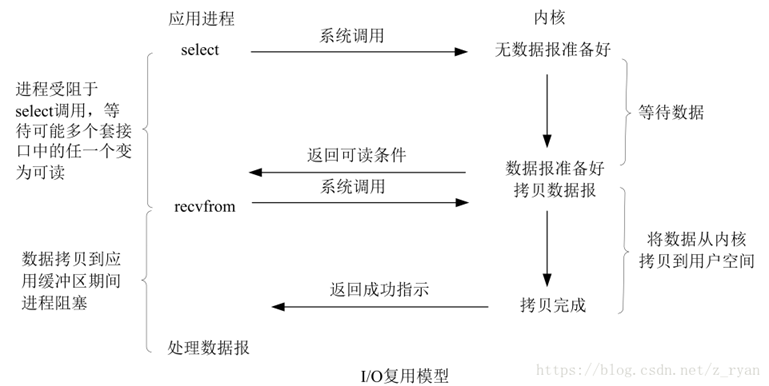 应用进程
内核
select
系统调用
无数据报准备好
进程受阻于
select调用，等
待可能多个套接
口中的任一个变
为可读
等待数据
返回可读条件
数据报准备好
系统调用
拷贝数据报
recvfrom
将数据从内核
拷贝到用户空间
数据拷贝到应
用缓冲区期间
进程阻塞
返回成功指示
拷贝完成
处理数据报
I/O复用模型
https://blog.csdn.net/z_ryan